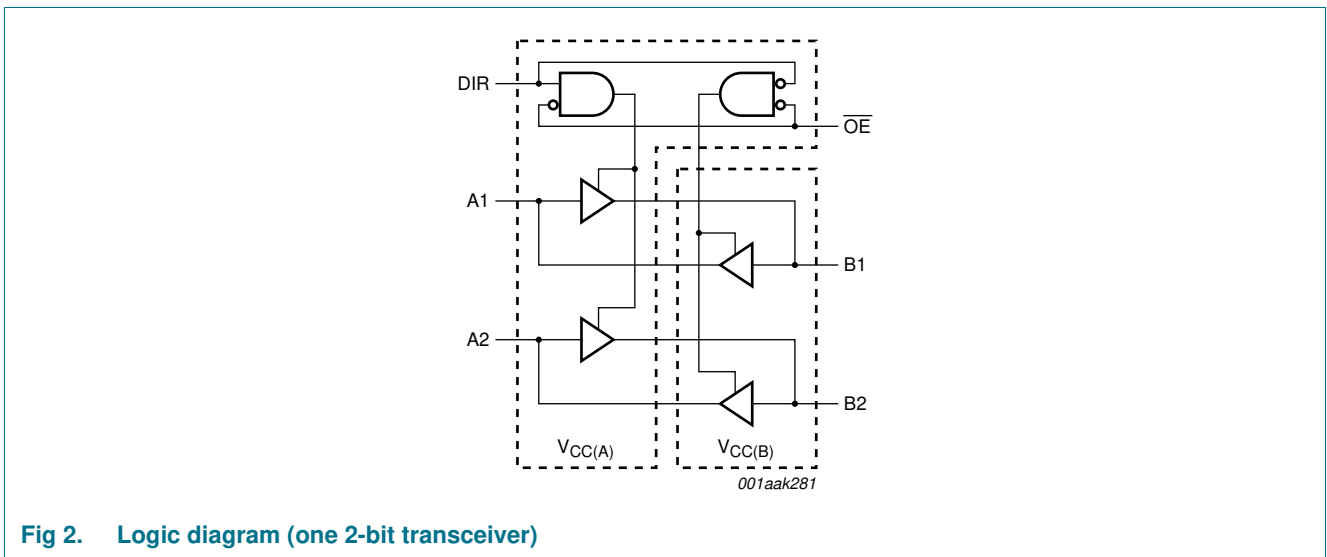 DIR
OE
A1
B1
A2
B2
VCC(A)
VCC(B)
001aak281
Fig 2. Logic diagram (one 2-bit transceiver)